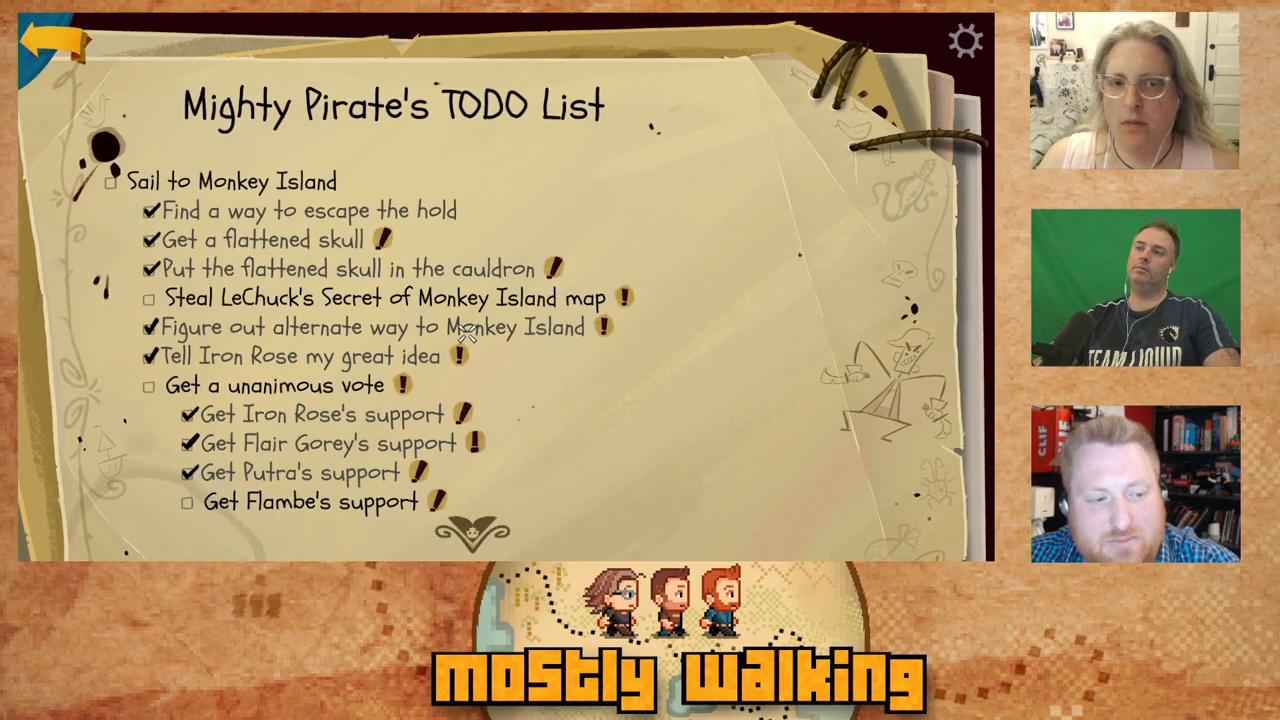 Mighty Pirate's TODO List
Sail to Monkey Island
Find a way to escape the hold
Get a flattened skull
Put the flattened skull in the cauldron
Steal LeChuck's Secret of Monkey Island map
Figure out alternate way to Monkey Island
Tell Iron Rose my great idea
Get a unanimous vote
Get Iron Rose's support
Get Flair Gorey's support
Get Putra's support
Get Flambe's support
TEAM LIQUID
CLIF
mostly walking